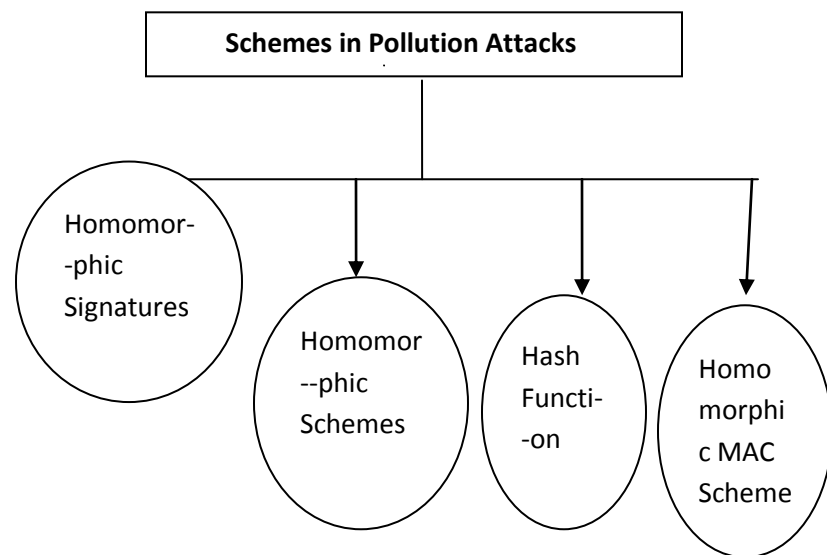 Schemes in Pollution Attacks
Homomor-
-phic
Signatures
Homomor
--phic
Schemes
Hash
Functi-
-on
Homo
morphi
c MAC
Scheme